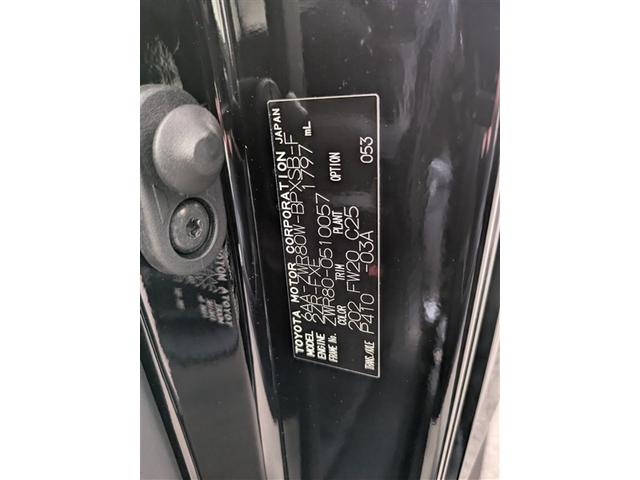 TOYOTA MOTOR CORPORATION JAPAN
MODEL 6AA-ZWR80W-BPXSB-F
ENGINE 2ZR-FXE 1797 mL
FRAME No. ZWR80-0510057
COLOR TRIM PLANT OPTION
202 FW20 C25 053
TRANS/AXLE P410 -03A